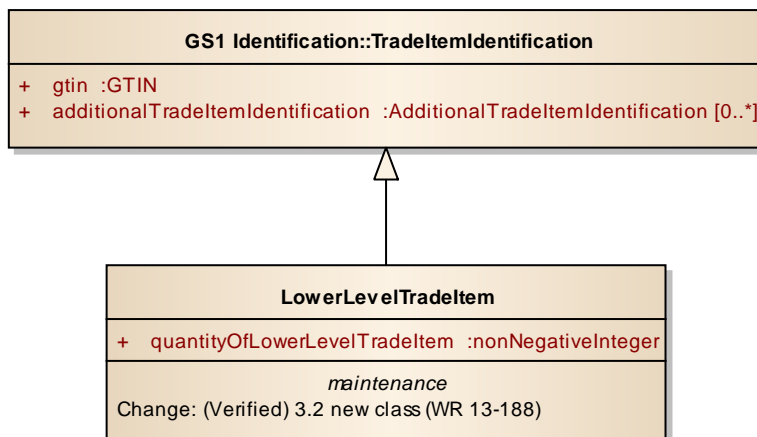 GS1 Identification::TradeItemIdentification
+ gtin :GTIN
+ additionalTradeItemIdentification :AdditionalTradeItemIdentification [0..*]
LowerLevelTradeItem
+ quantityOfLowerLevelTradeItem :nonNegativeInteger
maintenance
Change: (Verified) 3.2 new class (WR 13-188)